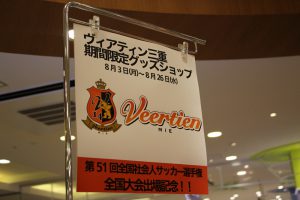 ヴィアティン三重
期間限定グッズショップ
8月3日(月)~8月26日(水)
Veertien
MIE
第51回全国社会人サッカー選手権
全国大会出場記念!!